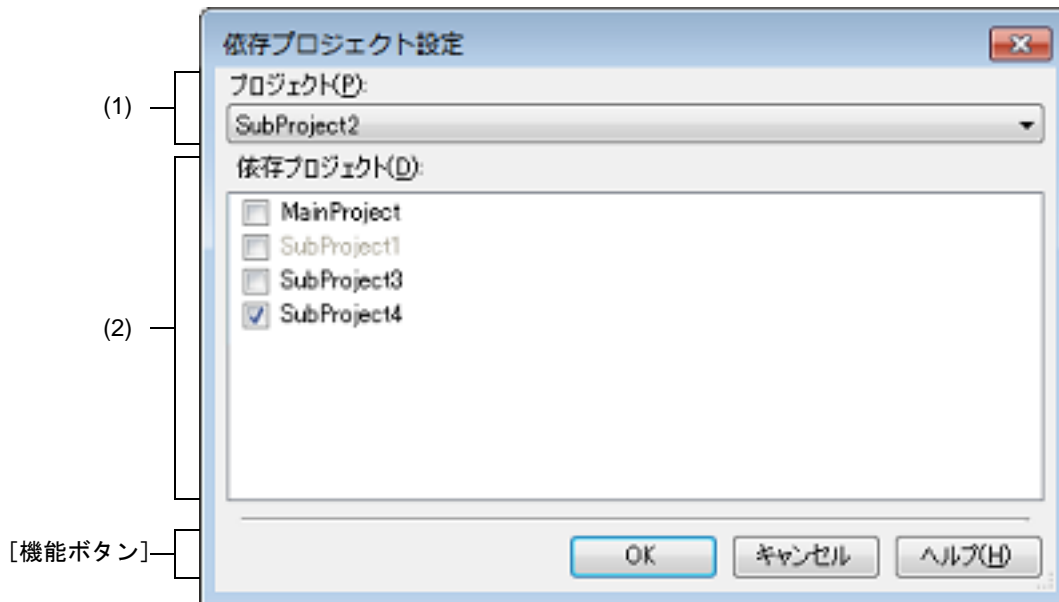 依存プロジェクト設定
(1)
プロジェクト(P):
SubProject2
依存プロジェクト(D):
MainProject
SubProject1
SubProject3
SubProject4
(2)
[機能ボタン]
OK
キャンセル
ヘルプ(H)